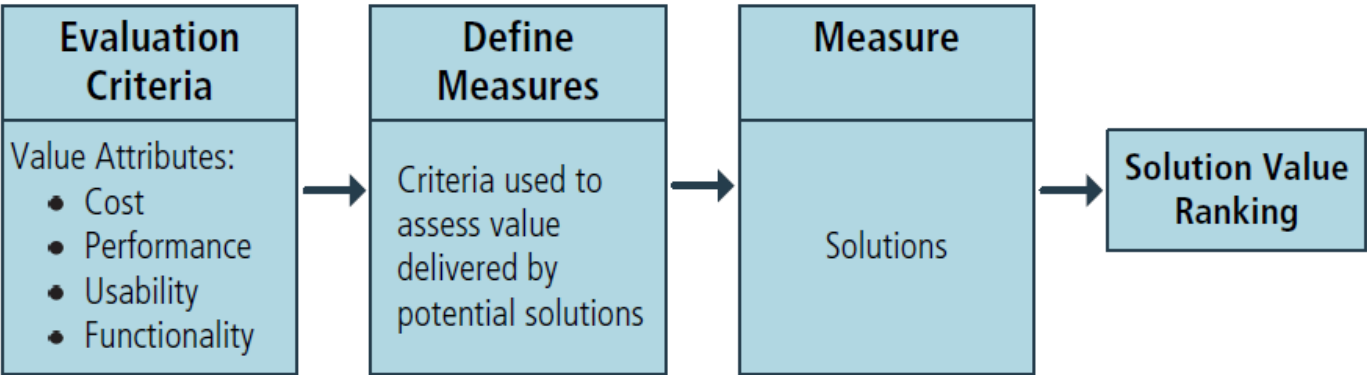 Evaluation
Criteria
Value Attributes:
• Cost
• Performance
• Usability
• Functionality
Define
Measures
Criteria used to
assess value
delivered by
potential solutions
Measure
Solutions
Solution Value
Ranking